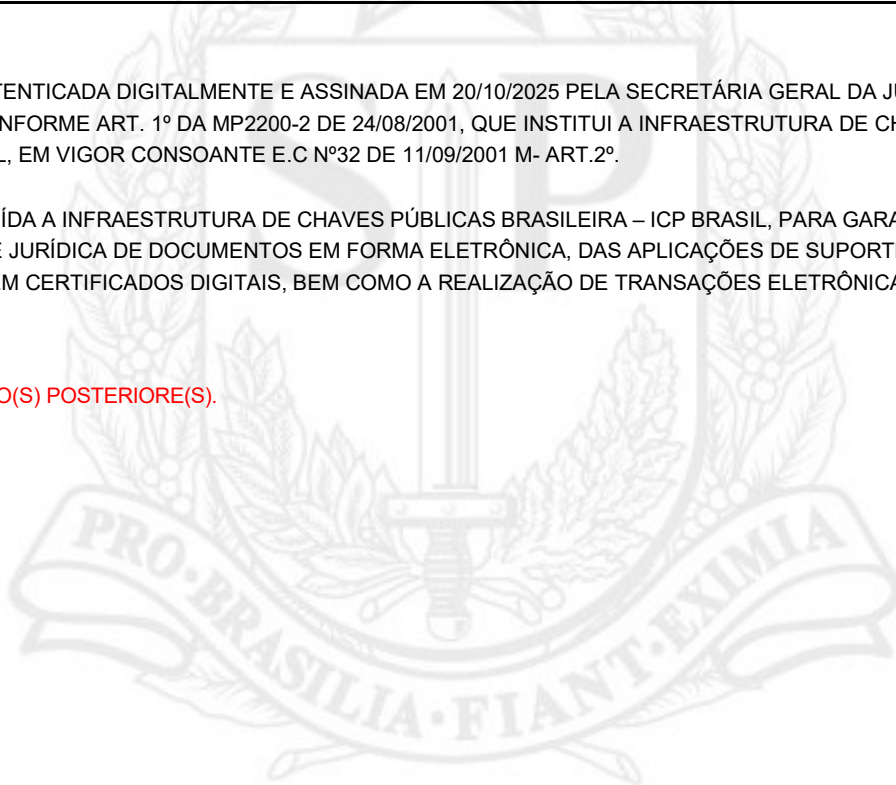 TENTICADA DIGITALMENTE E ASSINADA EM 20/10/2025 PELA SECRETÁRIA GERAL DA JU
NFORME ART. 1º DA MP2200-2 DE 24/08/2001, QUE INSTITUI A INFRAESTRUTURA DE CH
L, EM VIGOR CONSOANTE E.C Nº32 DE 11/09/2001 M- ART.2º.
ÍDA A INFRAESTRUTURA DE CHAVES PÚBLICAS BRASILEIRA – ICP BRASIL, PARA GARA
E JURÍDICA DE DOCUMENTOS EM FORMA ELETRÔNICA, DAS APLICAÇÕES DE SUPORT
EM CERTIFICADOS DIGITAIS, BEM COMO A REALIZAÇÃO DE TRANSAÇÕES ELETRÔNICA
O(S) POSTERIORE(S).
SP
PRO·BRASILIA·FIANT·EXIMIA